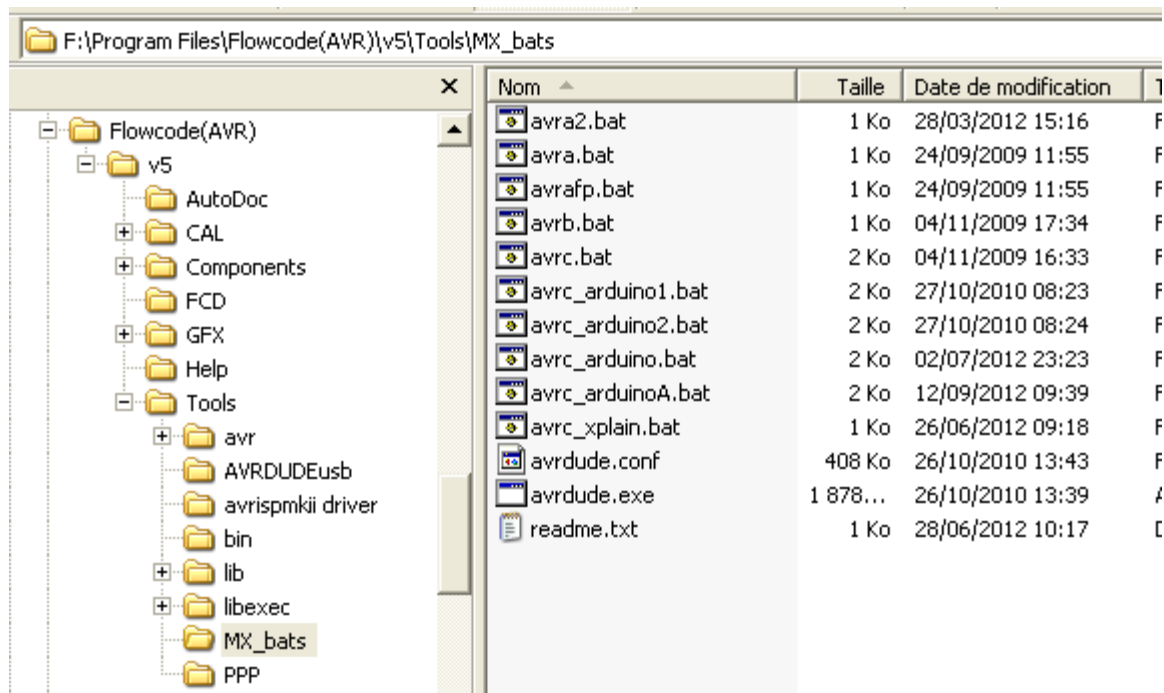 F:\Program Files\Flowcode(AVR)\v5\Tools\MX_bats
Flowcode(AVR)
v5
AutoDoc
CAL
Components
FCD
GFX
Help
Tools
avr
AVRDUDEusb
avrispmkii driver
bin
lib
libexec
MX_bats
PPP
Nom Taille Date de modification
avra2.bat 1 Ko 28/03/2012 15:16
avra.bat 1 Ko 24/09/2009 11:55
avrafp.bat 1 Ko 24/09/2009 11:55
avrb.bat 1 Ko 04/11/2009 17:34
avrc.bat 2 Ko 04/11/2009 16:33
avrc_arduino1.bat 2 Ko 27/10/2010 08:23
avrc_arduino2.bat 2 Ko 27/10/2010 08:24
avrc_arduino.bat 2 Ko 02/07/2012 23:23
avrc_arduinoA.bat 2 Ko 12/09/2012 09:39
avrc_xplain.bat 1 Ko 26/06/2012 09:18
avrdude.conf 408 Ko 26/10/2010 13:43
avrdude.exe 1 878... 26/10/2010 13:39
readme.txt 1 Ko 28/06/2012 10:17